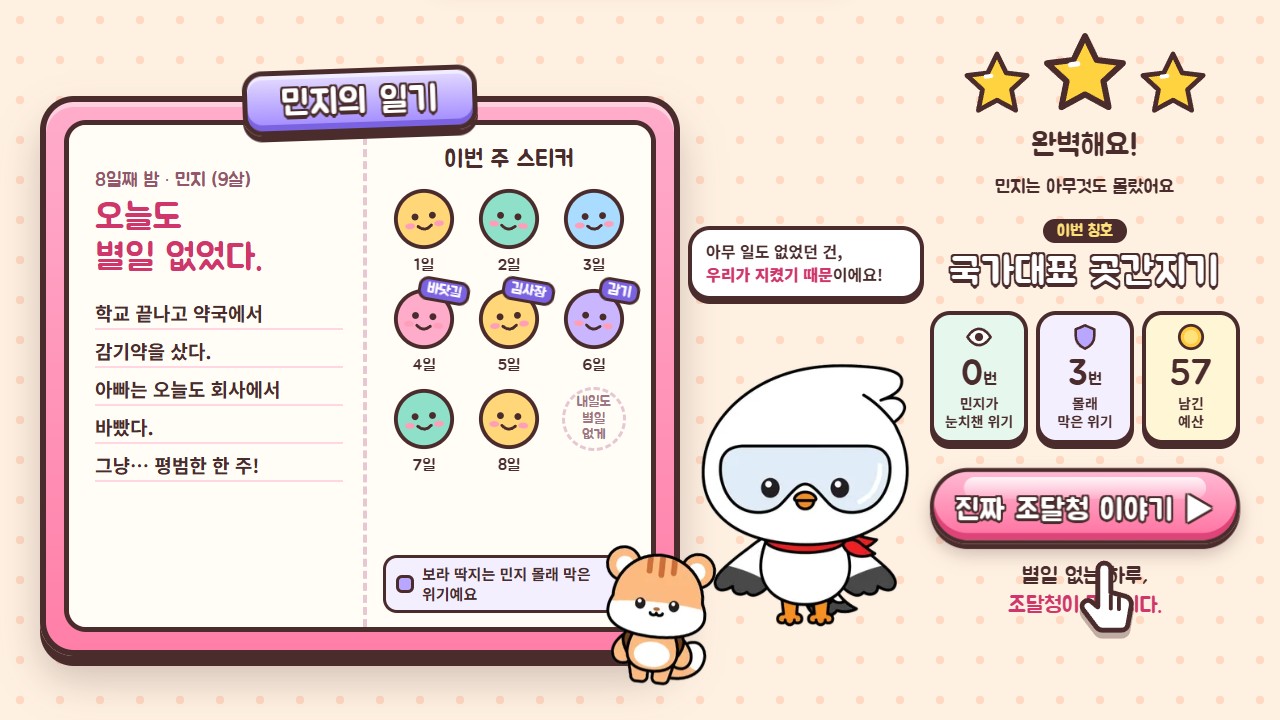 민지의 일기
8일째 밤 · 민지 (9살)
오늘도
별일 없었다.
학교 끝나고 약국에서
감기약을 샀다.
아빠는 오늘도 회사에서
바빴다.
그냥… 평범한 한 주!
이번 주 스티커
1일
2일
3일
바닷길
김사장
감기
4일
5일
6일
내일도
별일
없게
7일
8일
보라 딱지는 민지 몰래 막은
위기예요
아무 일도 없었던 건,
우리가 지켰기 때문이에요!
완벽해요!
민지는 아무것도 몰랐어요
이번 칭호
국가대표 곳간지기
0번
민지가
눈치챈 위기
3번
몰래
막은 위기
57
남긴
예산
진짜 조달청 이야기
별일 없는 하루,
조달청이